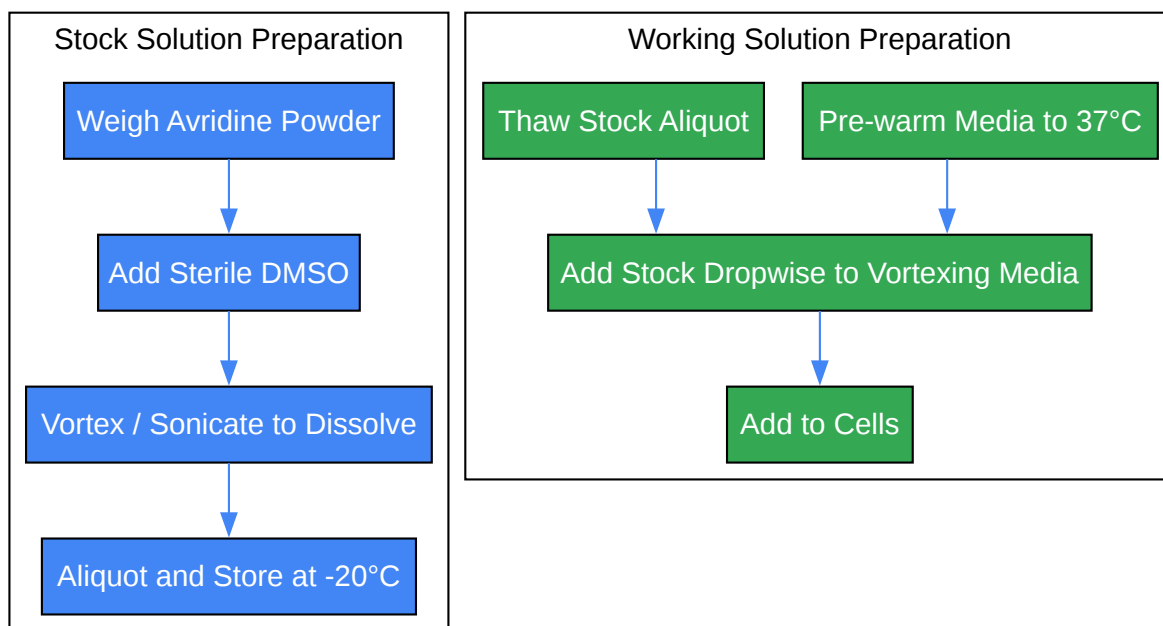 Stock Solution Preparation
Weigh Avridine Powder
Add Sterile DMSO
Vortex / Sonicate to Dissolve
Aliquot and Store at -20°C
Working Solution Preparation
Thaw Stock Aliquot
Pre-warm Media to 37°C
Add Stock Dropwise to Vortexing Media
Add to Cells